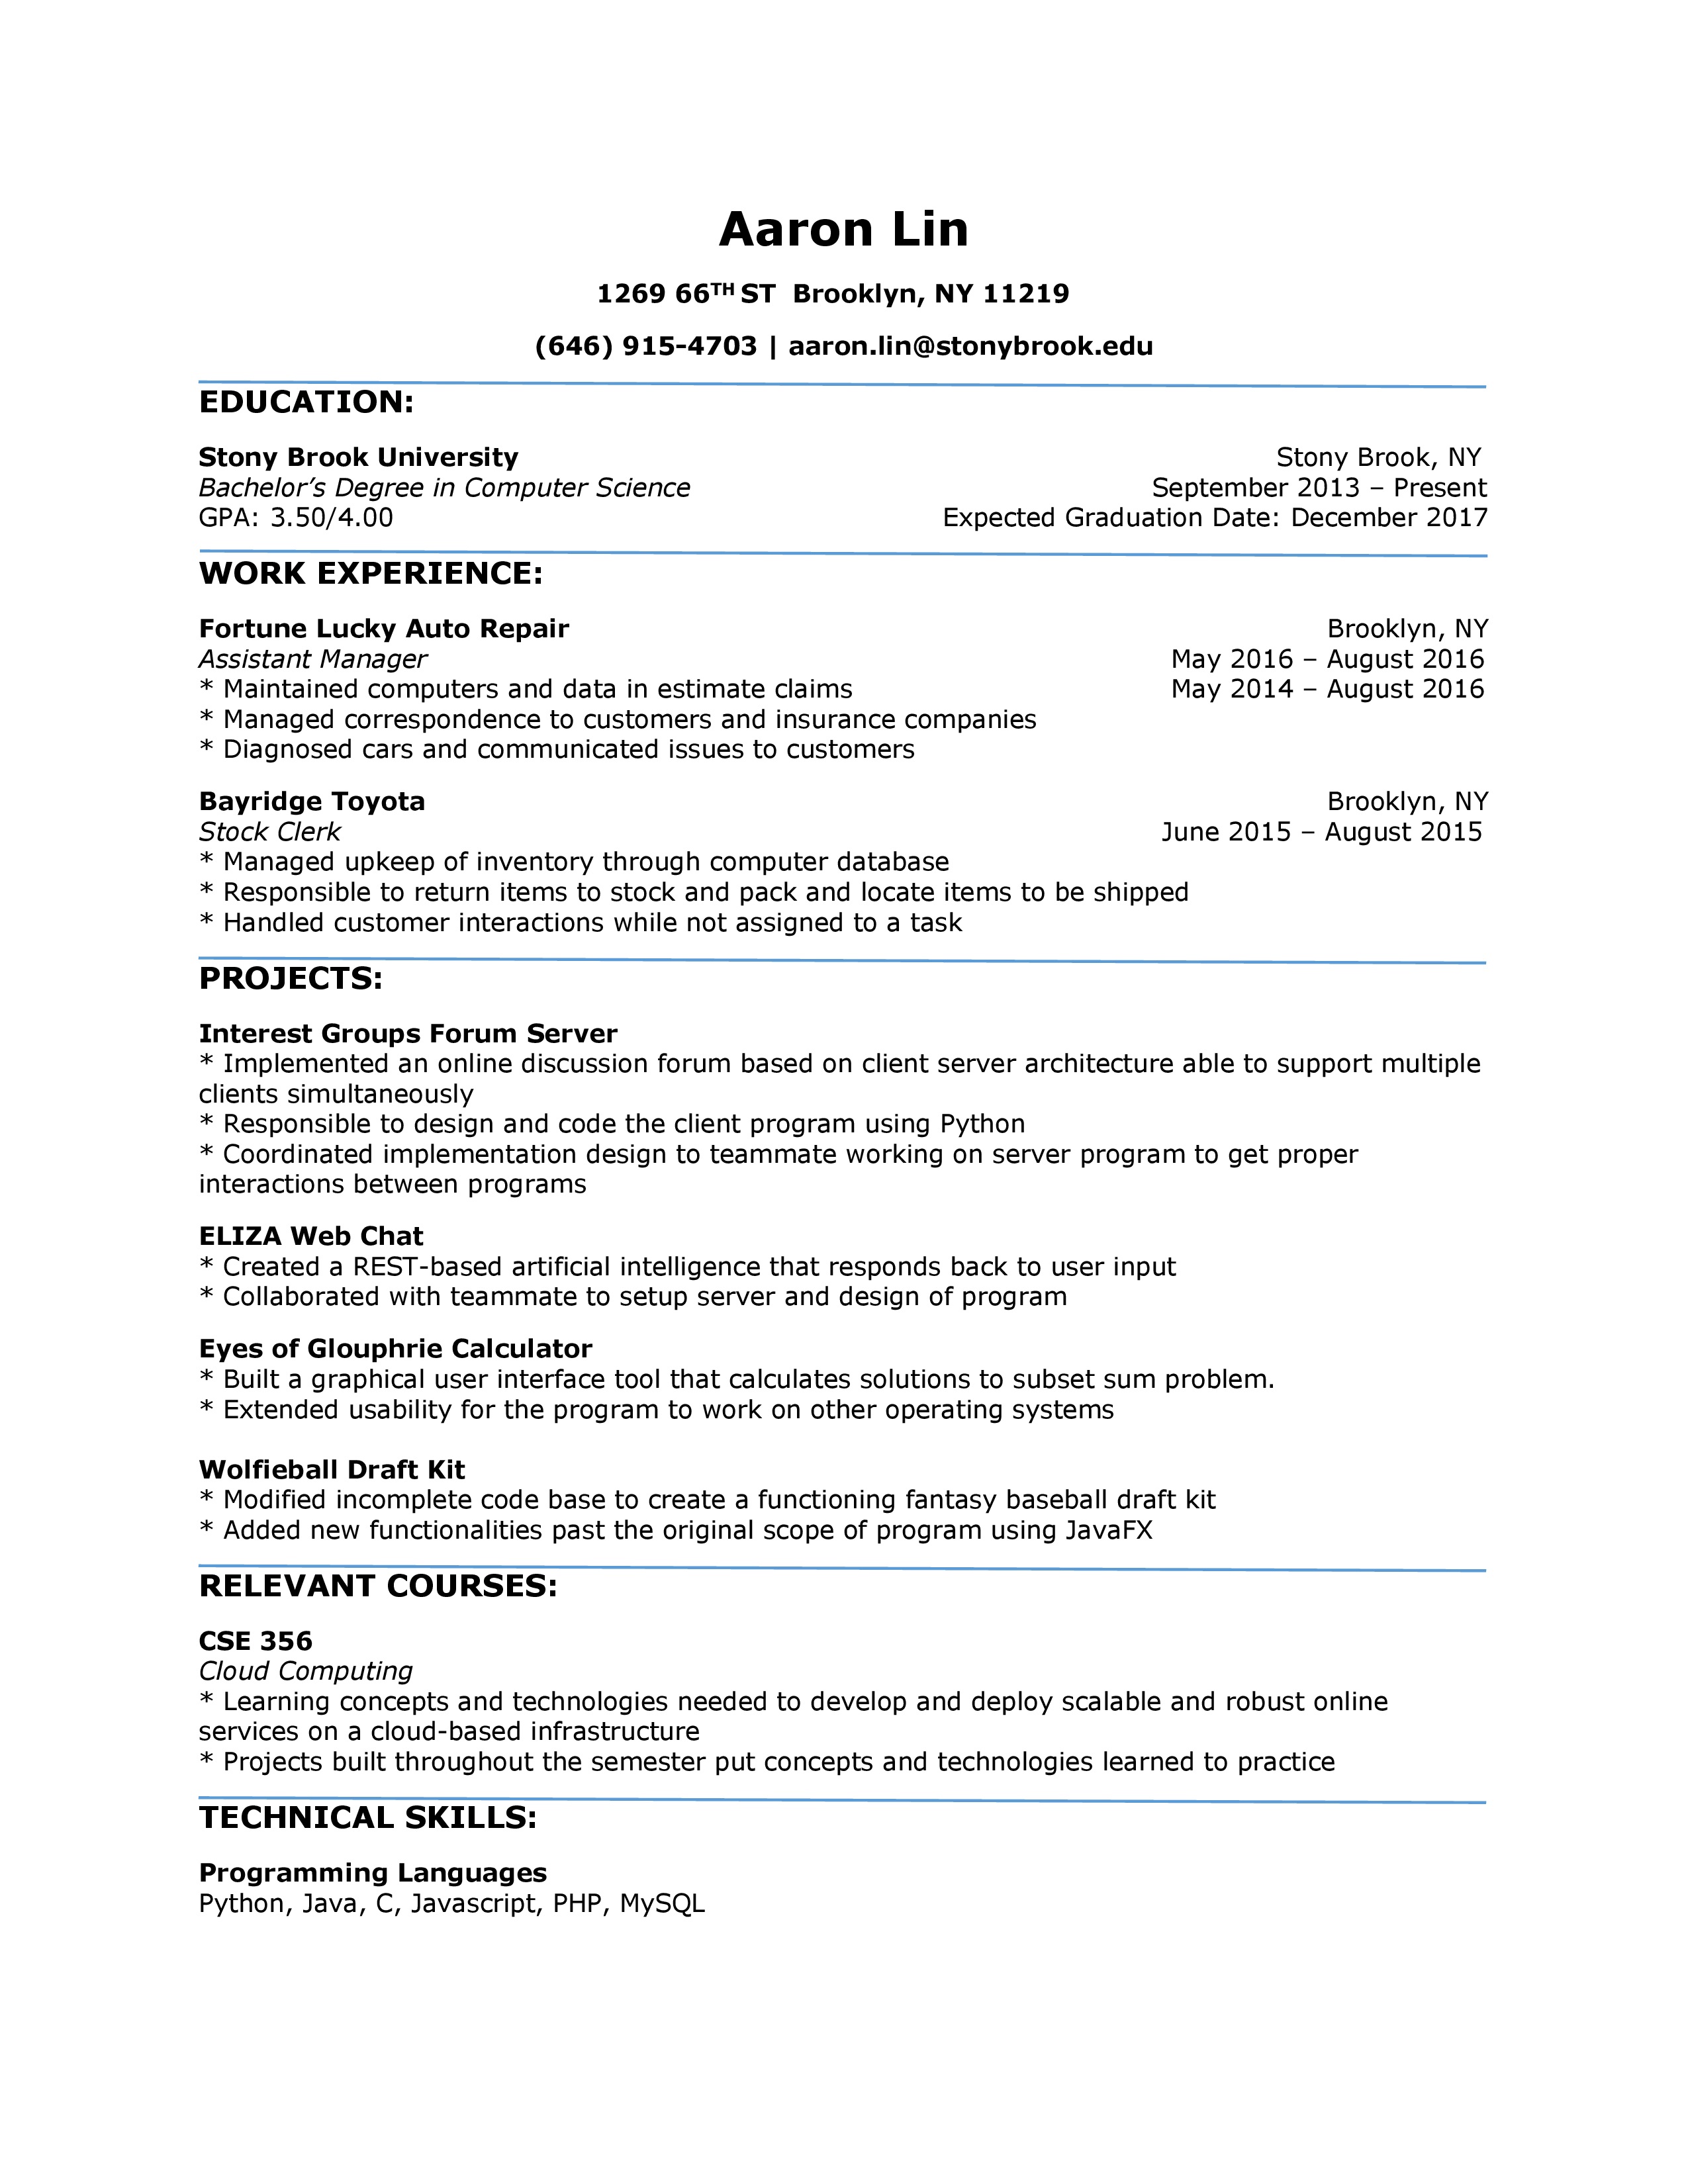 Aaron Lin
1269 66TH ST  Brooklyn, NY 11219
(646) 915-4703 | aaron.lin@stonybrook.edu
EDUCATION:
Stony Brook University Stony Brook, NY
Bachelor’s Degree in Computer Science September 2013 – Present
GPA: 3.50/4.00 Expected Graduation Date: December 2017
WORK EXPERIENCE:
Fortune Lucky Auto Repair Brooklyn, NY
Assistant Manager May 2016 – August 2016
* Maintained computers and data in estimate claims May 2014 – August 2016
* Managed correspondence to customers and insurance companies
* Diagnosed cars and communicated issues to customers
Bayridge Toyota Brooklyn, NY
Stock Clerk June 2015 – August 2015
* Managed upkeep of inventory through computer database
* Responsible to return items to stock and pack and locate items to be shipped
* Handled customer interactions while not assigned to a task
PROJECTS:
Interest Groups Forum Server
* Implemented an online discussion forum based on client server architecture able to support multiple
clients simultaneously
* Responsible to design and code the client program using Python
* Coordinated implementation design to teammate working on server program to get proper
interactions between programs
ELIZA Web Chat
* Created a REST-based artificial intelligence that responds back to user input
* Collaborated with teammate to setup server and design of program
Eyes of Glouphrie Calculator
* Built a graphical user interface tool that calculates solutions to subset sum problem.
* Extended usability for the program to work on other operating systems
Wolfieball Draft Kit
* Modified incomplete code base to create a functioning fantasy baseball draft kit
* Added new functionalities past the original scope of program using JavaFX
RELEVANT COURSES:
CSE 356
Cloud Computing
* Learning concepts and technologies needed to develop and deploy scalable and robust online
services on a cloud-based infrastructure
* Projects built throughout the semester put concepts and technologies learned to practice
TECHNICAL SKILLS:
Programming Languages
Python, Java, C, Javascript, PHP, MySQL